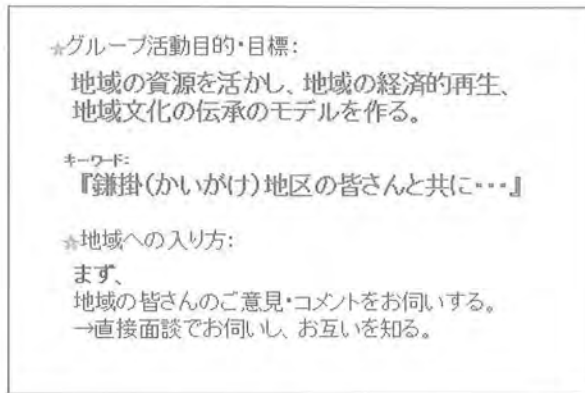 ☆グループ活動目的・目標：
地域の資源を活かし、地域の経済的再生、
地域文化の伝承のモデルを作る。
キーワード：
『鎌掛（かいがけ）地区の皆さんと共に・・・』
☆地域への入り方：
まず、
地域の皆さんのご意見・コメントをお伺いする。
→直接面談でお伺いし、お互いを知る。